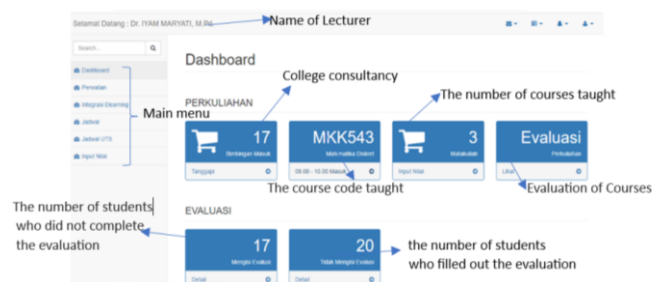 Selamat Datang : Dr. IYAM MARYATI, M.Pd
Name of Lecturer
Search...
Dashboard
Dashboard
College consultancy
Perwalian
The number of courses taught
Integrasi Elearning
PERKULIAHAN
Main menu
Jadwal
Jadwal UTS
Input Nilai
17
Bimbingan Masuk
MKK543
Matematika Diskret
3
Matakuliah
Evaluasi
Perkuliahan
Tanggapi
08.00 - 10.00 Masuk
Input Nilai
Lihat
The course code taught
Evaluation of Courses
The number of students
who did not complete
the evaluation
EVALUASI
17
Mengisi Evaluasi
20
Tidak Mengisi Evaluasi
the number of students
who filled out the evaluation
Detail
Detail